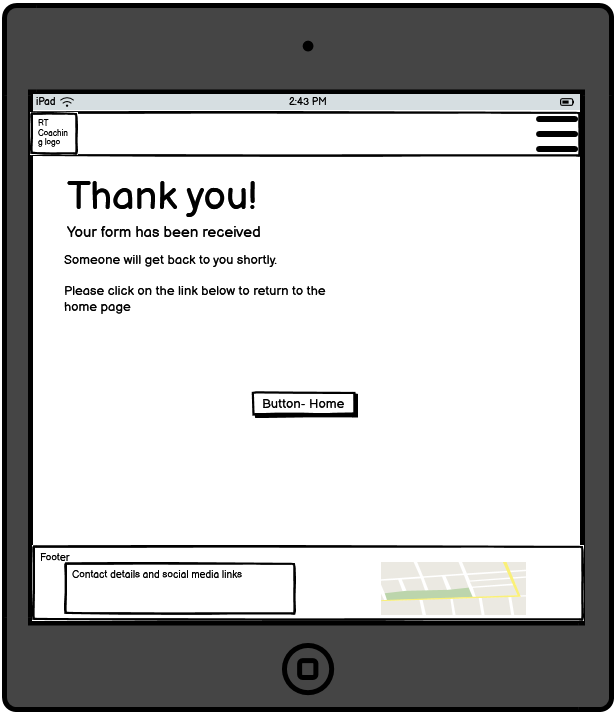 iPad 2:43 PM
RT
Coachin
g logo
Thank you!
Your form has been received
Someone will get back to you shortly.
Please click on the link below to return to the
home page
Button- Home
Footer
Contact details and social media links